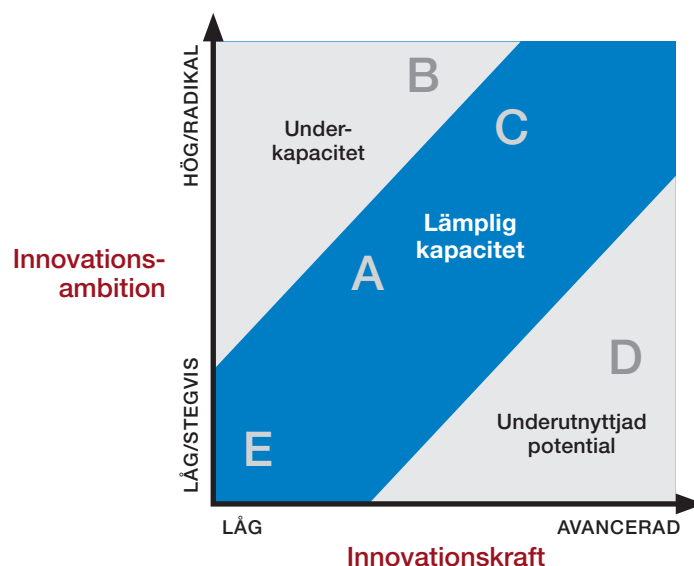 HÖG/RADIKAL
B
C
Under-
kapacitet
Lämplig
kapacitet
Innovations-
ambition
A
D
LÅG/STEGVIS
E
Underutnyttjad
potential
LÅG
AVANCERAD
Innovationskraft